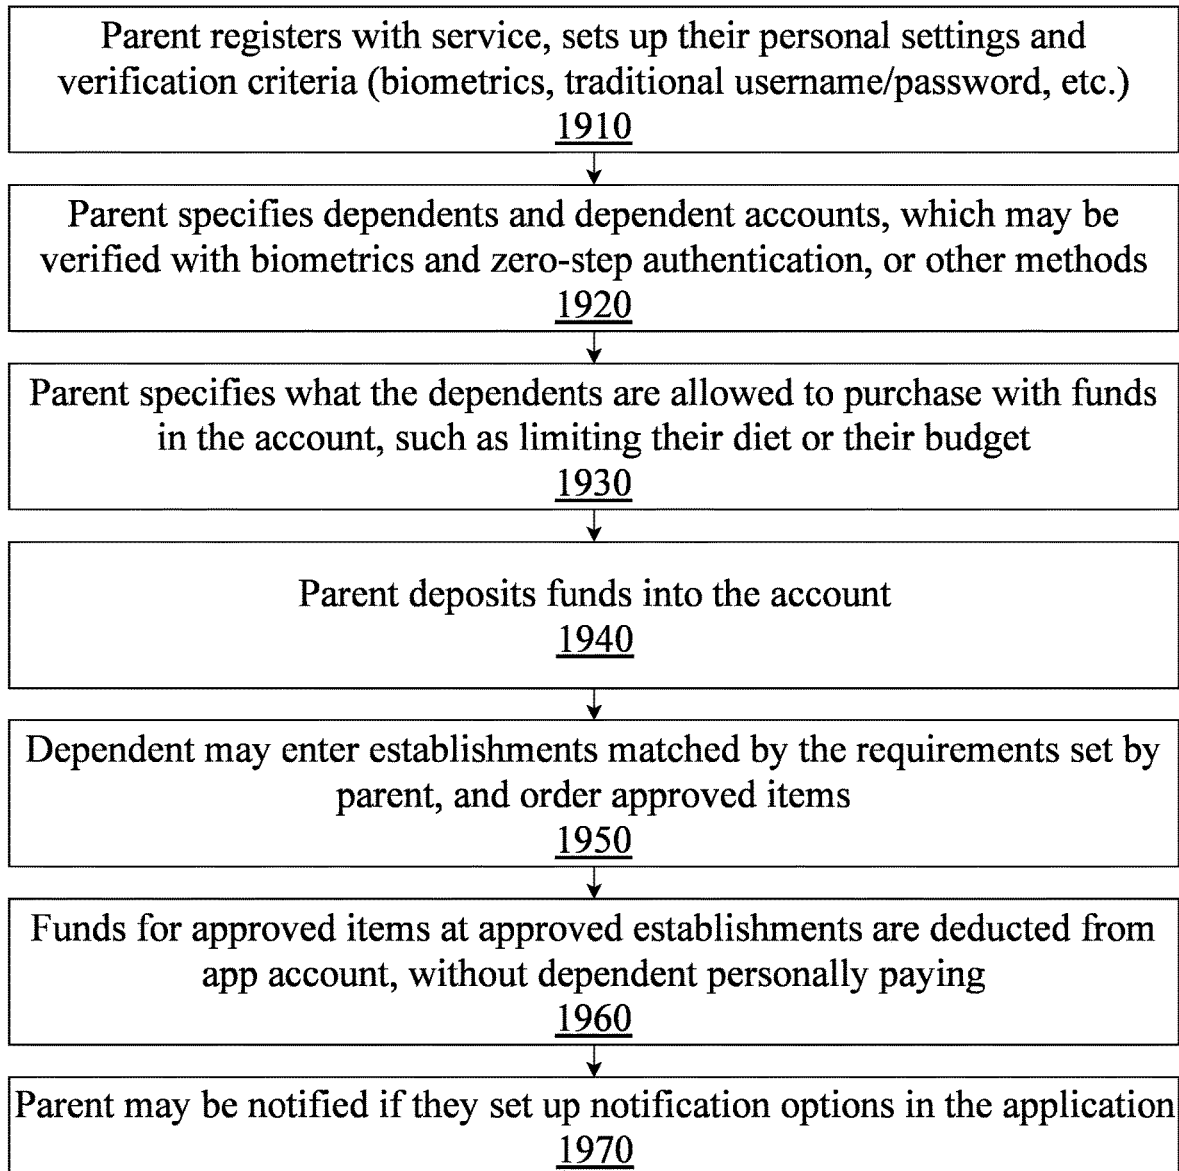 Parent registers with service, sets up their personal settings and
verification criteria (biometrics, traditional username/password, etc.)
1910
Parent specifies dependents and dependent accounts, which may be
verified with biometrics and zero-step authentication, or other methods
1920
Parent specifies what the dependents are allowed to purchase with funds
in the account, such as limiting their diet or their budget
1930
Parent deposits funds into the account
1940
Dependent may enter establishments matched by the requirements set by
parent, and order approved items
1950
Funds for approved items at approved establishments are deducted from
app account, without dependent personally paying
1960
Parent may be notified if they set up notification options in the application
1970